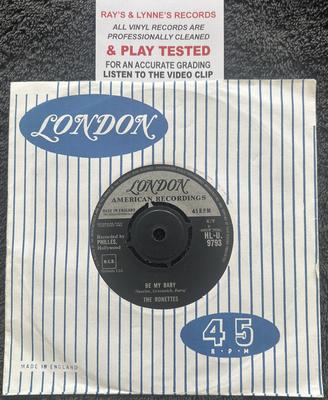 RAY'S & LYNNE'S RECORDS
ALL VINYL RECORDS ARE
PROFESSIONALLY CLEANED
& PLAY TESTED
FOR AN ACCURATE GRADING
LISTEN TO THE VIDEO CLIP
LONDON
LONDON
AMERICAN RECORDINGS
MADE IN ENGLAND
45 RPM
Recorded by
PHILLES,
Hollywood
HL-U.
9793
BE MY BABY
THE RONETTES
45
R·P·M
MADE IN ENGLAND